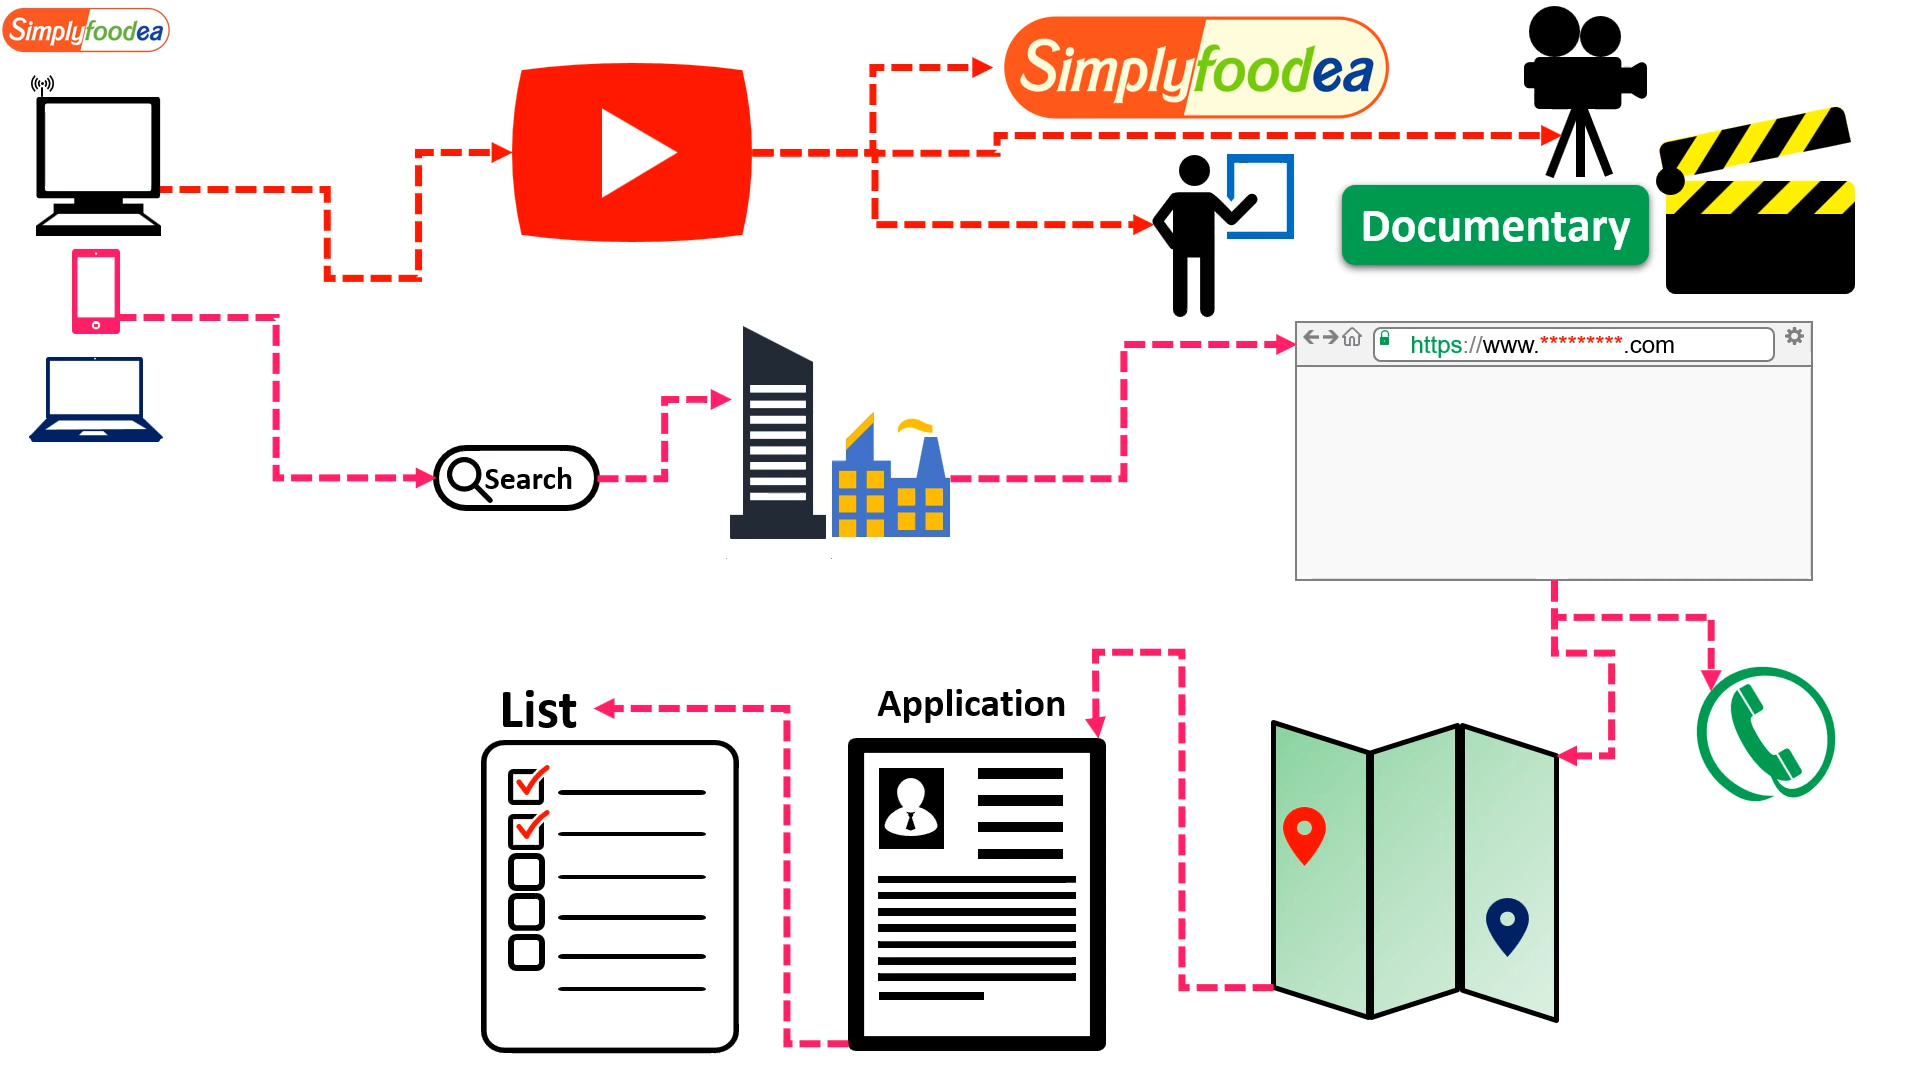 Simplyfoodea
Simplyfoodea
Documentary
https://www.*********.com
Search
List
Application